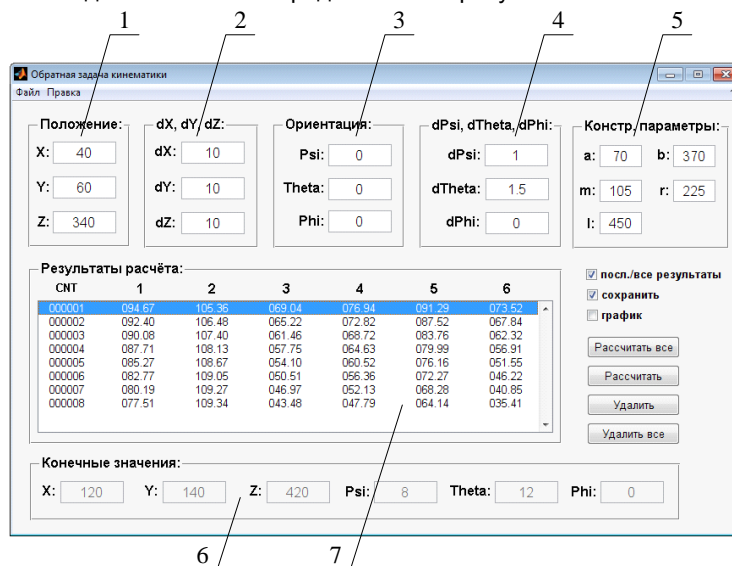 1 2 3 4 5
Обратная задача кинематики
Файл Правка
Положение: dX, dY, dZ: Ориентация: dPsi, dTheta, dPhi: Констр. параметры:
X: 40 dX: 10 Psi: 0 dPsi: 1 a: 70 b: 370
Y: 60 dY: 10 Theta: 0 dTheta: 1.5 m: 105 r: 225
Z: 340 dZ: 10 Phi: 0 dPhi: 0 l: 450
Результаты расчёта:
CNT 1 2 3 4 5 6
000001 094.67 105.36 069.04 076.94 091.29 073.52
000002 092.40 106.48 065.22 072.82 087.52 067.84
000003 090.08 107.40 061.46 068.72 083.76 062.32
000004 087.71 108.13 057.75 064.63 079.99 056.91
000005 085.27 108.67 054.10 060.52 076.16 051.55
000006 082.77 109.05 050.51 056.36 072.27 046.22
000007 080.19 109.27 046.97 052.13 068.28 040.85
000008 077.51 109.34 043.48 047.79 064.14 035.41
посл./все результаты
сохранить
график
Рассчитать все
Рассчитать
Удалить
Удалить все
Конечные значения:
X: 120 Y: 140 Z: 420 Psi: 8 Theta: 12 Phi: 0
6 7